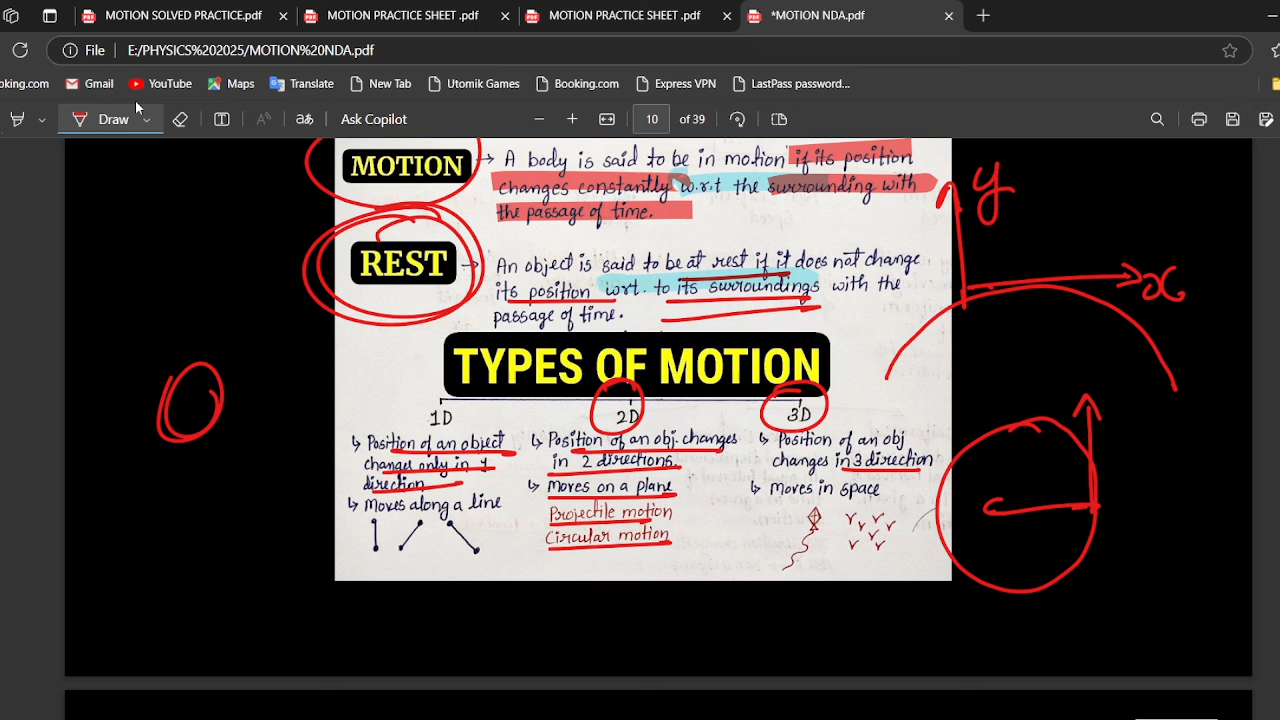 MOTION SOLVED PRACTICE.pdf
MOTION PRACTICE SHEET .pdf
MOTION PRACTICE SHEET .pdf
*MOTION NDA.pdf
File
E:/PHYSICS%202025/MOTION%20NDA.pdf
oking.com
Gmail
YouTube
Maps
Translate
New Tab
Utomik Games
Booking.com
Express VPN
LastPass password...
Draw
Ask Copilot
10 of 39
MOTION → A body is said to be in motion if its position
changes constantly w.r.t the surrounding with
the passage of time.
REST → An object is said to be at rest if it does not change
its position wrt. to its surroundings with the
passage of time.
y
x
TYPES OF MOTION
1D
↳ Position of an object
changes only in 1
direction
↳ Moves along a line
2D
↳ Position of an obj. changes
in 2 directions.
↳ Moves on a plane
Projectile motion
Circular motion
3D
↳ Position of an obj
changes in 3 direction
↳ Moves in space